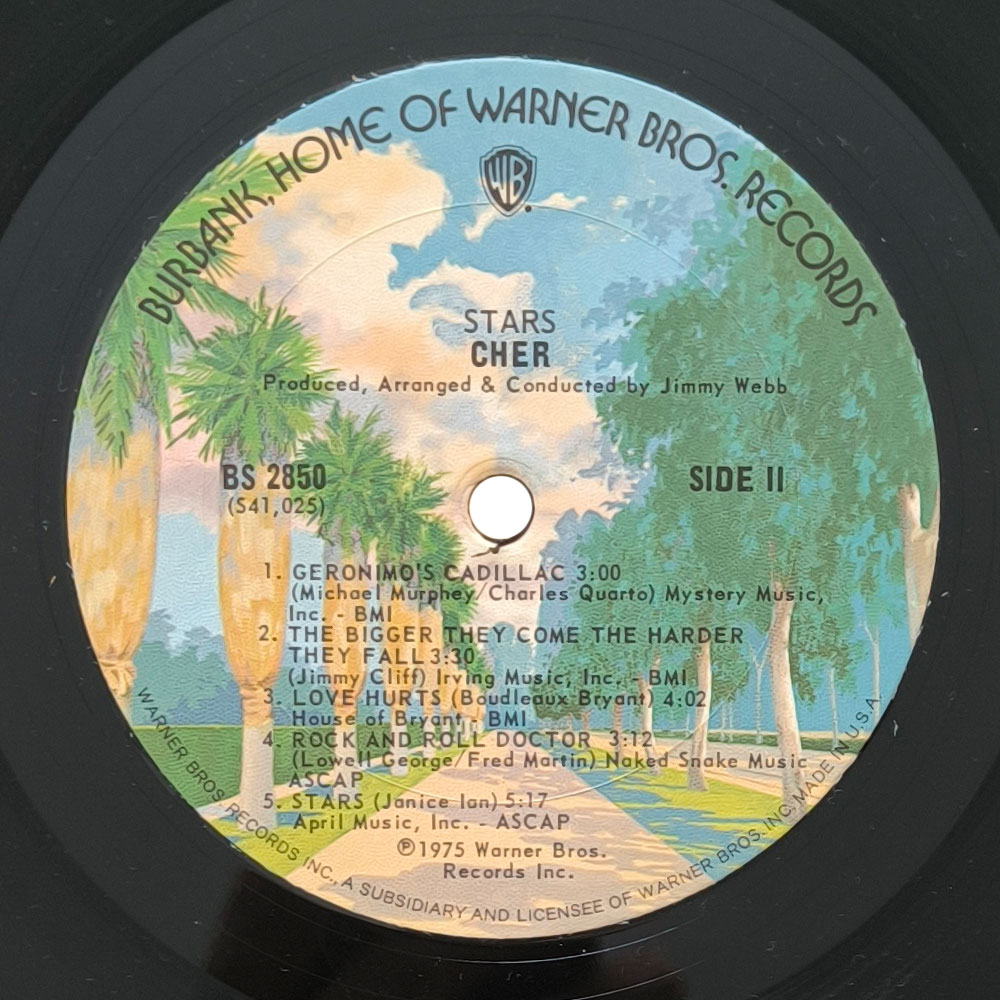 BURBANK, HOME OF WARNER BROS. RECORDS
WB
STARS
CHER
Produced, Arranged & Conducted by Jimmy Webb
BS 2850
(S41,025)
SIDE II
1. GERONIMO'S CADILLAC 3:00
(Michael Murphey/Charles Quarto) Mystery Music,
Inc. - BMI
2. THE BIGGER THEY COME THE HARDER
THEY FALL 3:30
(Jimmy Cliff) Irving Music, Inc. - BMI
3. LOVE HURTS (Boudleaux Bryant) 4:02
House of Bryant - BMI
4. ROCK AND ROLL DOCTOR 3:12
(Lowell George/Fred Martin) Naked Snake Music
ASCAP
5. STARS (Janice Ian) 5:17
April Music, Inc. - ASCAP
℗1975 Warner Bros.
Records Inc.
WARNER BROS. RECORDS INC., A SUBSIDIARY AND LICENSEE OF WARNER BROS. INC. MADE IN U.S.A.